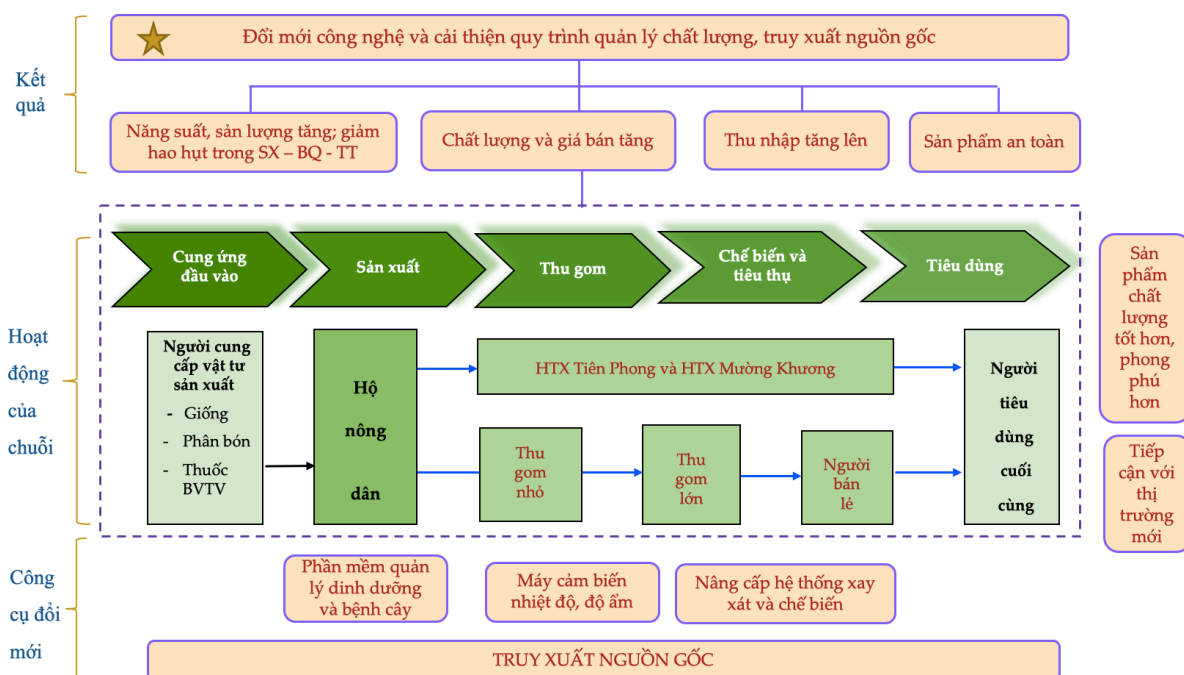 Kết
quả
Đổi mới công nghệ và cải thiện quy trình quản lý chất lượng, truy xuất nguồn gốc
Năng suất, sản lượng tăng; giảm
hao hụt trong SX – BQ - TT
Chất lượng và giá bán tăng
Thu nhập tăng lên
Sản phẩm an toàn
Hoạt
động
của
chuỗi
Cung ứng
đầu vào
Sản xuất
Thu gom
Chế biến và
tiêu thụ
Tiêu dùng
Người cung
cấp vật tư
sản xuất
- Giống
- Phân bón
- Thuốc
BVTV
Hộ
nông
dân
HTX Tiên Phong và HTX Mường Khương
Thu
gom
nhỏ
Thu
gom
lớn
Người
bán
lẻ
Người
tiêu
dùng
cuối
cùng
Sản
phẩm
chất
lượng
tốt hơn,
phong
phú
hơn
Tiếp
cận với
thị
trường
mới
Công
cụ đổi
mới
Phần mềm quản
lý dinh dưỡng
và bệnh cây
Máy cảm biến
nhiệt độ, độ ẩm
Nâng cấp hệ thống xay
xát và chế biến
TRUY XUẤT NGUỒN GỐC